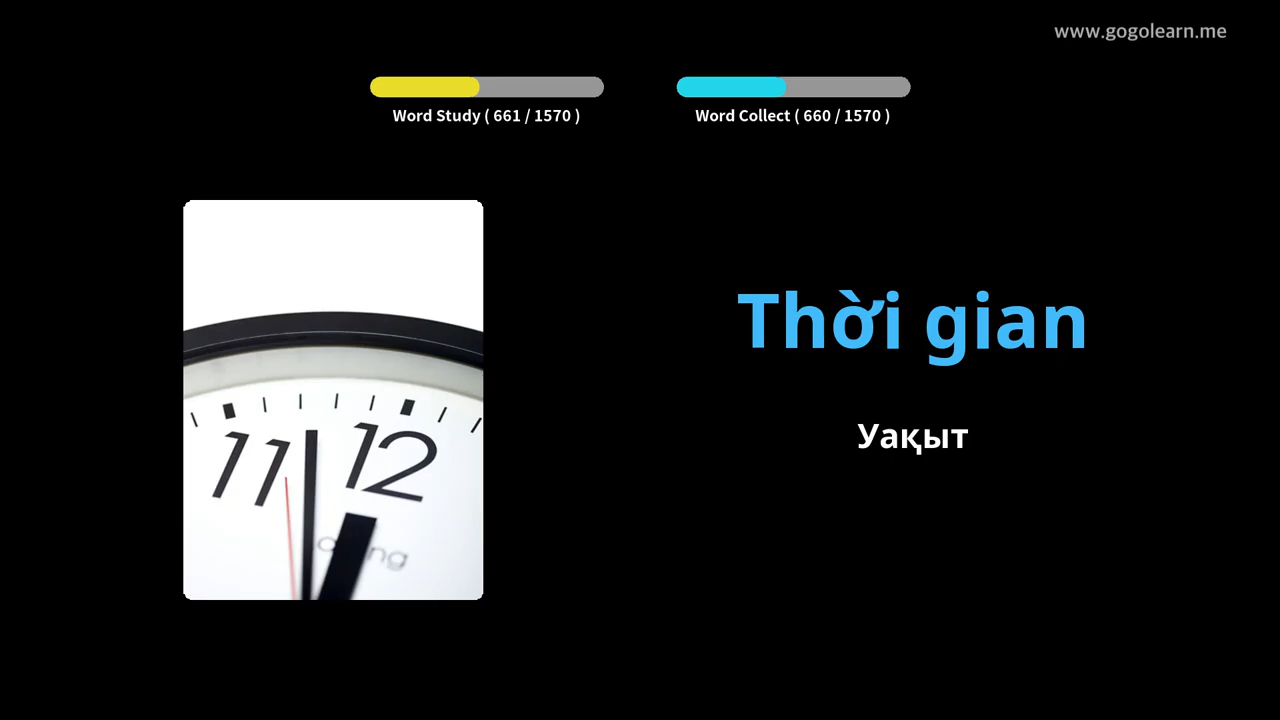 www.gogolearn.me
Word Study ( 661 / 1570 )
Word Collect ( 660 / 1570 )
11
12
Thời gian
Уақыт